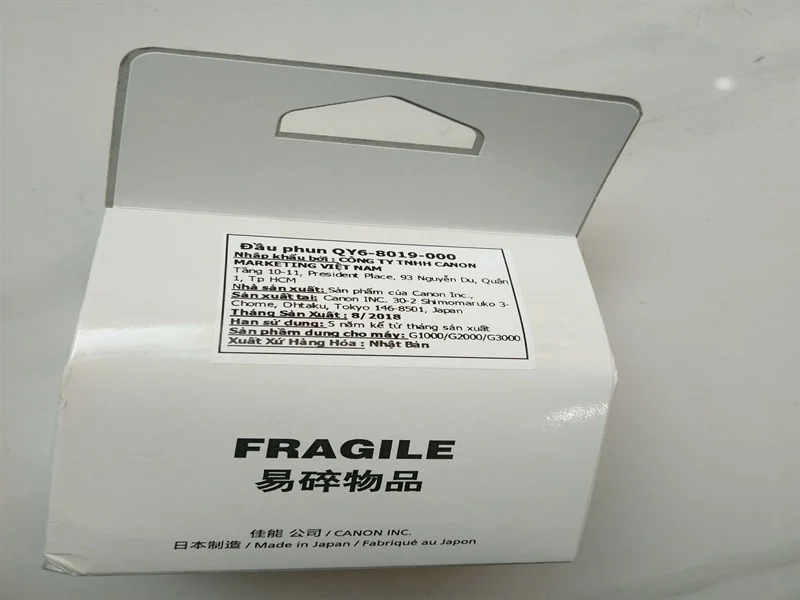 Đầu phun QY6-8019-000
Nhập khẩu bởi : CÔNG TY TNHH CANON
MARKETING VIỆT NAM
Tầng 10-11, President Place, 93 Nguyễn Du, Quận
1, Tp HCM
Nhà sản xuất: Sản phẩm của Canon Inc.,
Sản xuất tại: Canon INC. 30-2 Shimomaruko 3-
Chome, Ohtaku, Tokyo 146-8501, Japan
Tháng Sản Xuất : 8/2018
Hạn sử dụng: 5 năm kể từ tháng sản xuất
Sản phẩm dùng cho máy: G1000/G2000/G3000
Xuất Xứ Hàng Hóa : Nhật Bản
FRAGILE
易碎物品
佳能 公司 / CANON INC.
日本制造 / Made in Japan / Fabriqué au Japon